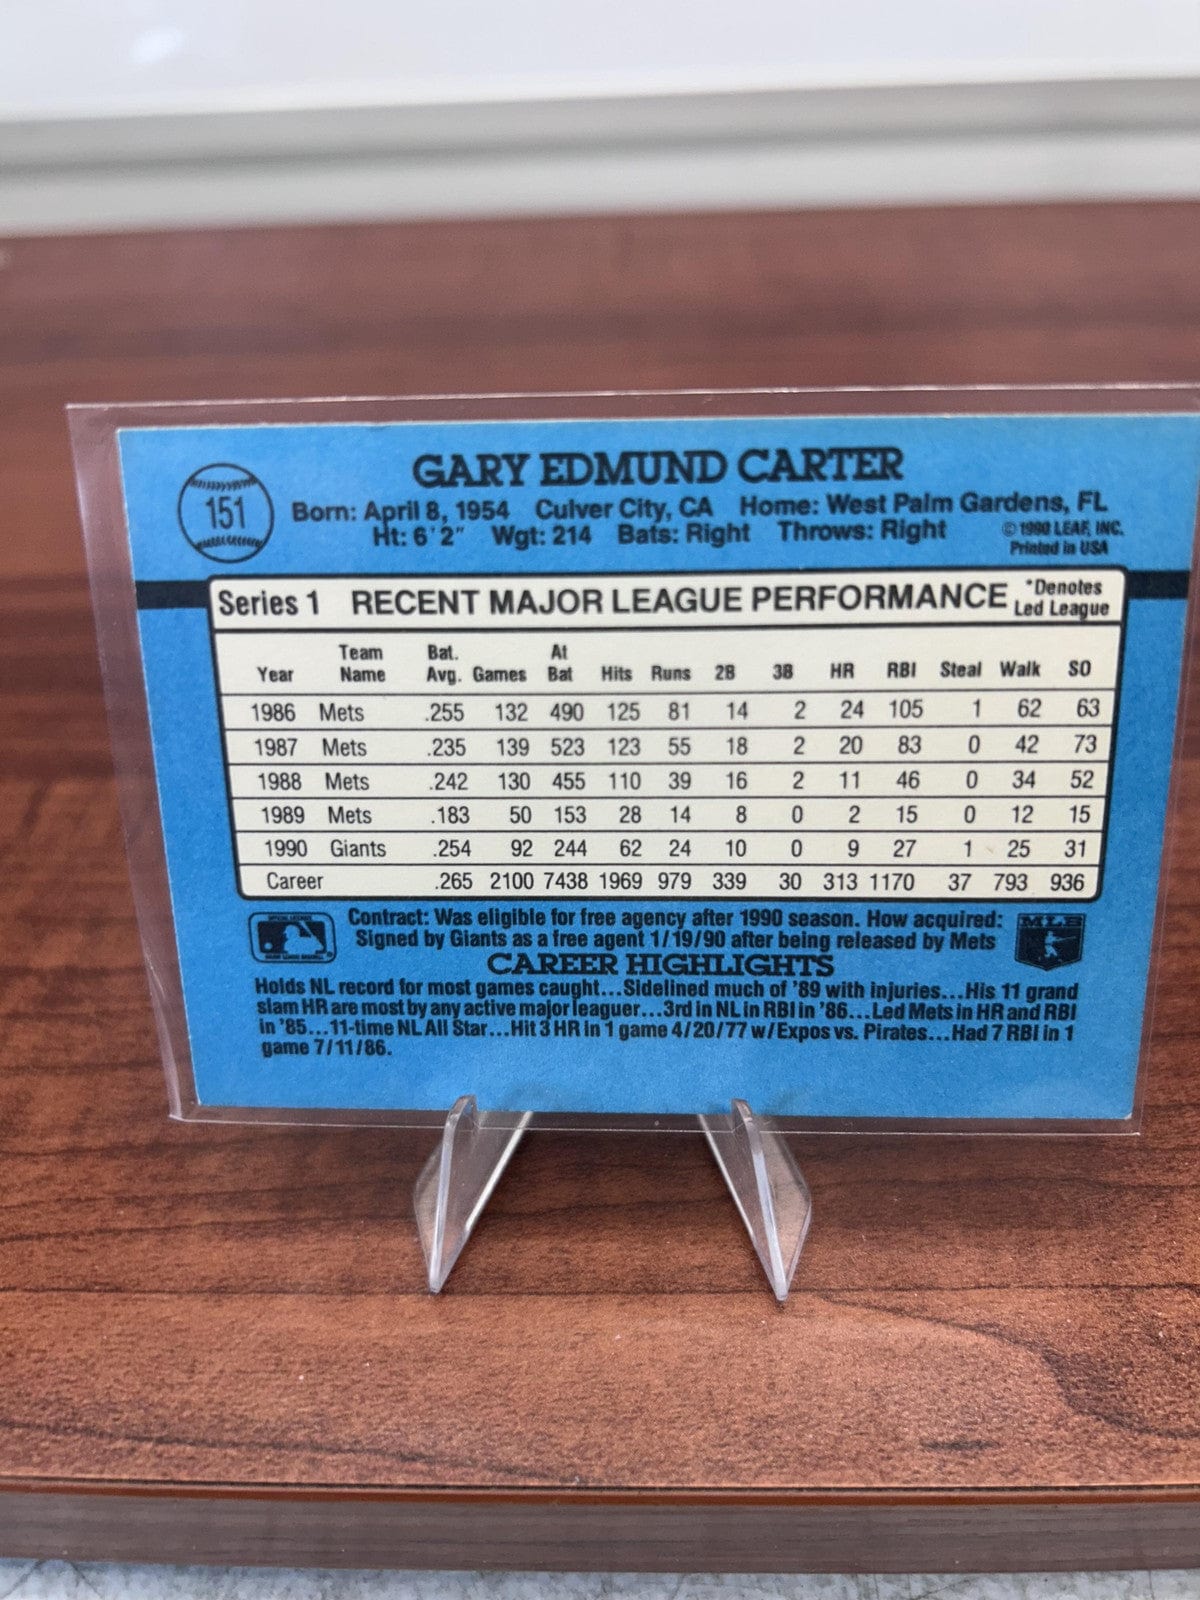 GARY EDMUND CARTER
151
Born: April 8, 1954 Culver City, CA Home: West Palm Gardens, FL
Ht: 6'2" Wgt: 214 Bats: Right Throws: Right
© 1990 LEAF, INC.
Printed in USA
Series 1 RECENT MAJOR LEAGUE PERFORMANCE *Denotes Led League
Year Team Name Bat. Avg. Games At Bat Hits Runs 2B 3B HR RBI Steal Walk SO
1986 Mets .255 132 490 125 81 14 2 24 105 1 62 63
1987 Mets .235 139 523 123 55 18 2 20 83 0 42 73
1988 Mets .242 130 455 110 39 16 2 11 46 0 34 52
1989 Mets .183 50 153 28 14 8 0 2 15 0 12 15
1990 Giants .254 92 244 62 24 10 0 9 27 1 25 31
Career .265 2100 7438 1969 979 339 30 313 1170 37 793 936
Contract: Was eligible for free agency after 1990 season. How acquired:
Signed by Giants as a free agent 1/19/90 after being released by Mets
MLB
CAREER HIGHLIGHTS
Holds NL record for most games caught...Sidelined much of '89 with injuries...His 11 grand
slam HR are most by any active major leaguer...3rd in NL in RBI in '86...Led Mets in HR and RBI
in '85...11-time NL All Star...Hit 3 HR in 1 game 4/20/77 w/Expos vs. Pirates...Had 7 RBI in 1
game 7/11/86.